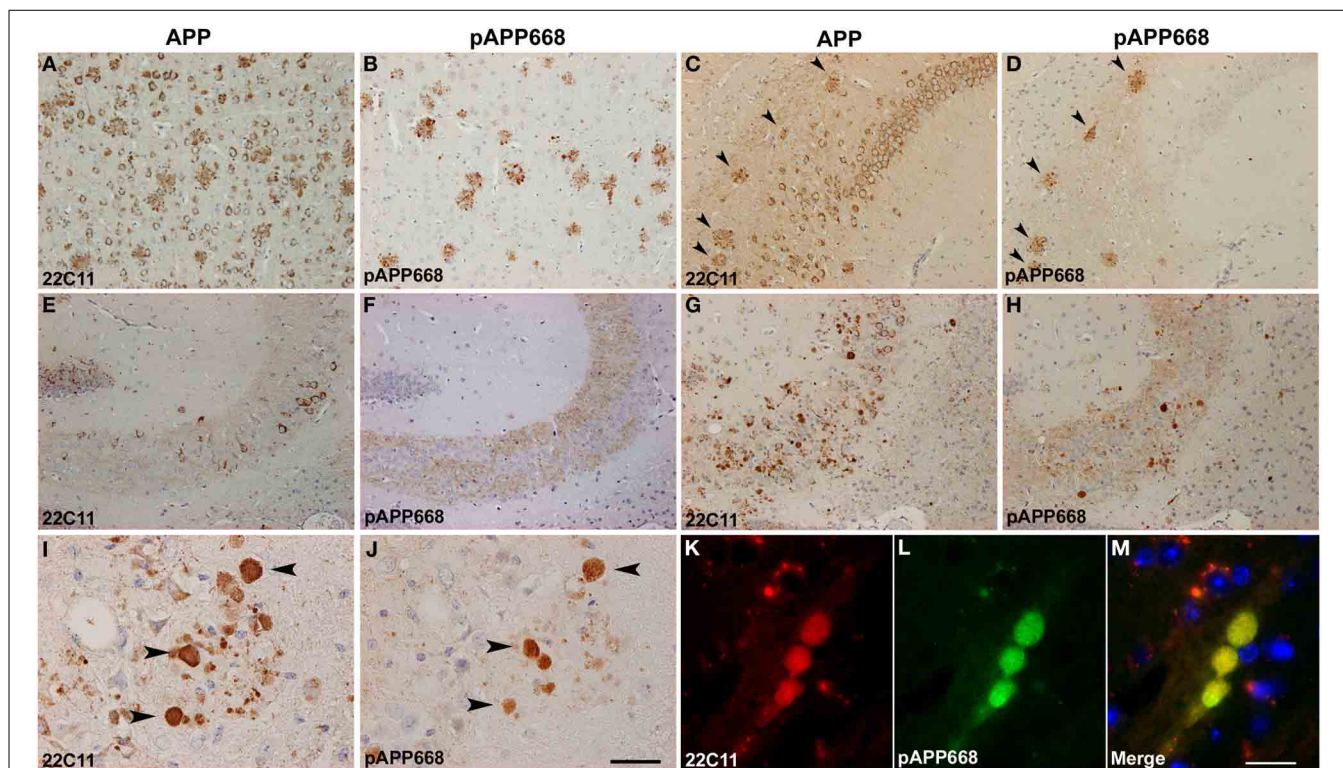 APP pAPP668 APP pAPP668
A B C D
22C11 pAPP668 22C11 pAPP668
E F G H
22C11 pAPP668 22C11 pAPP668
I J K L M
22C11 pAPP668 22C11 pAPP668 Merge